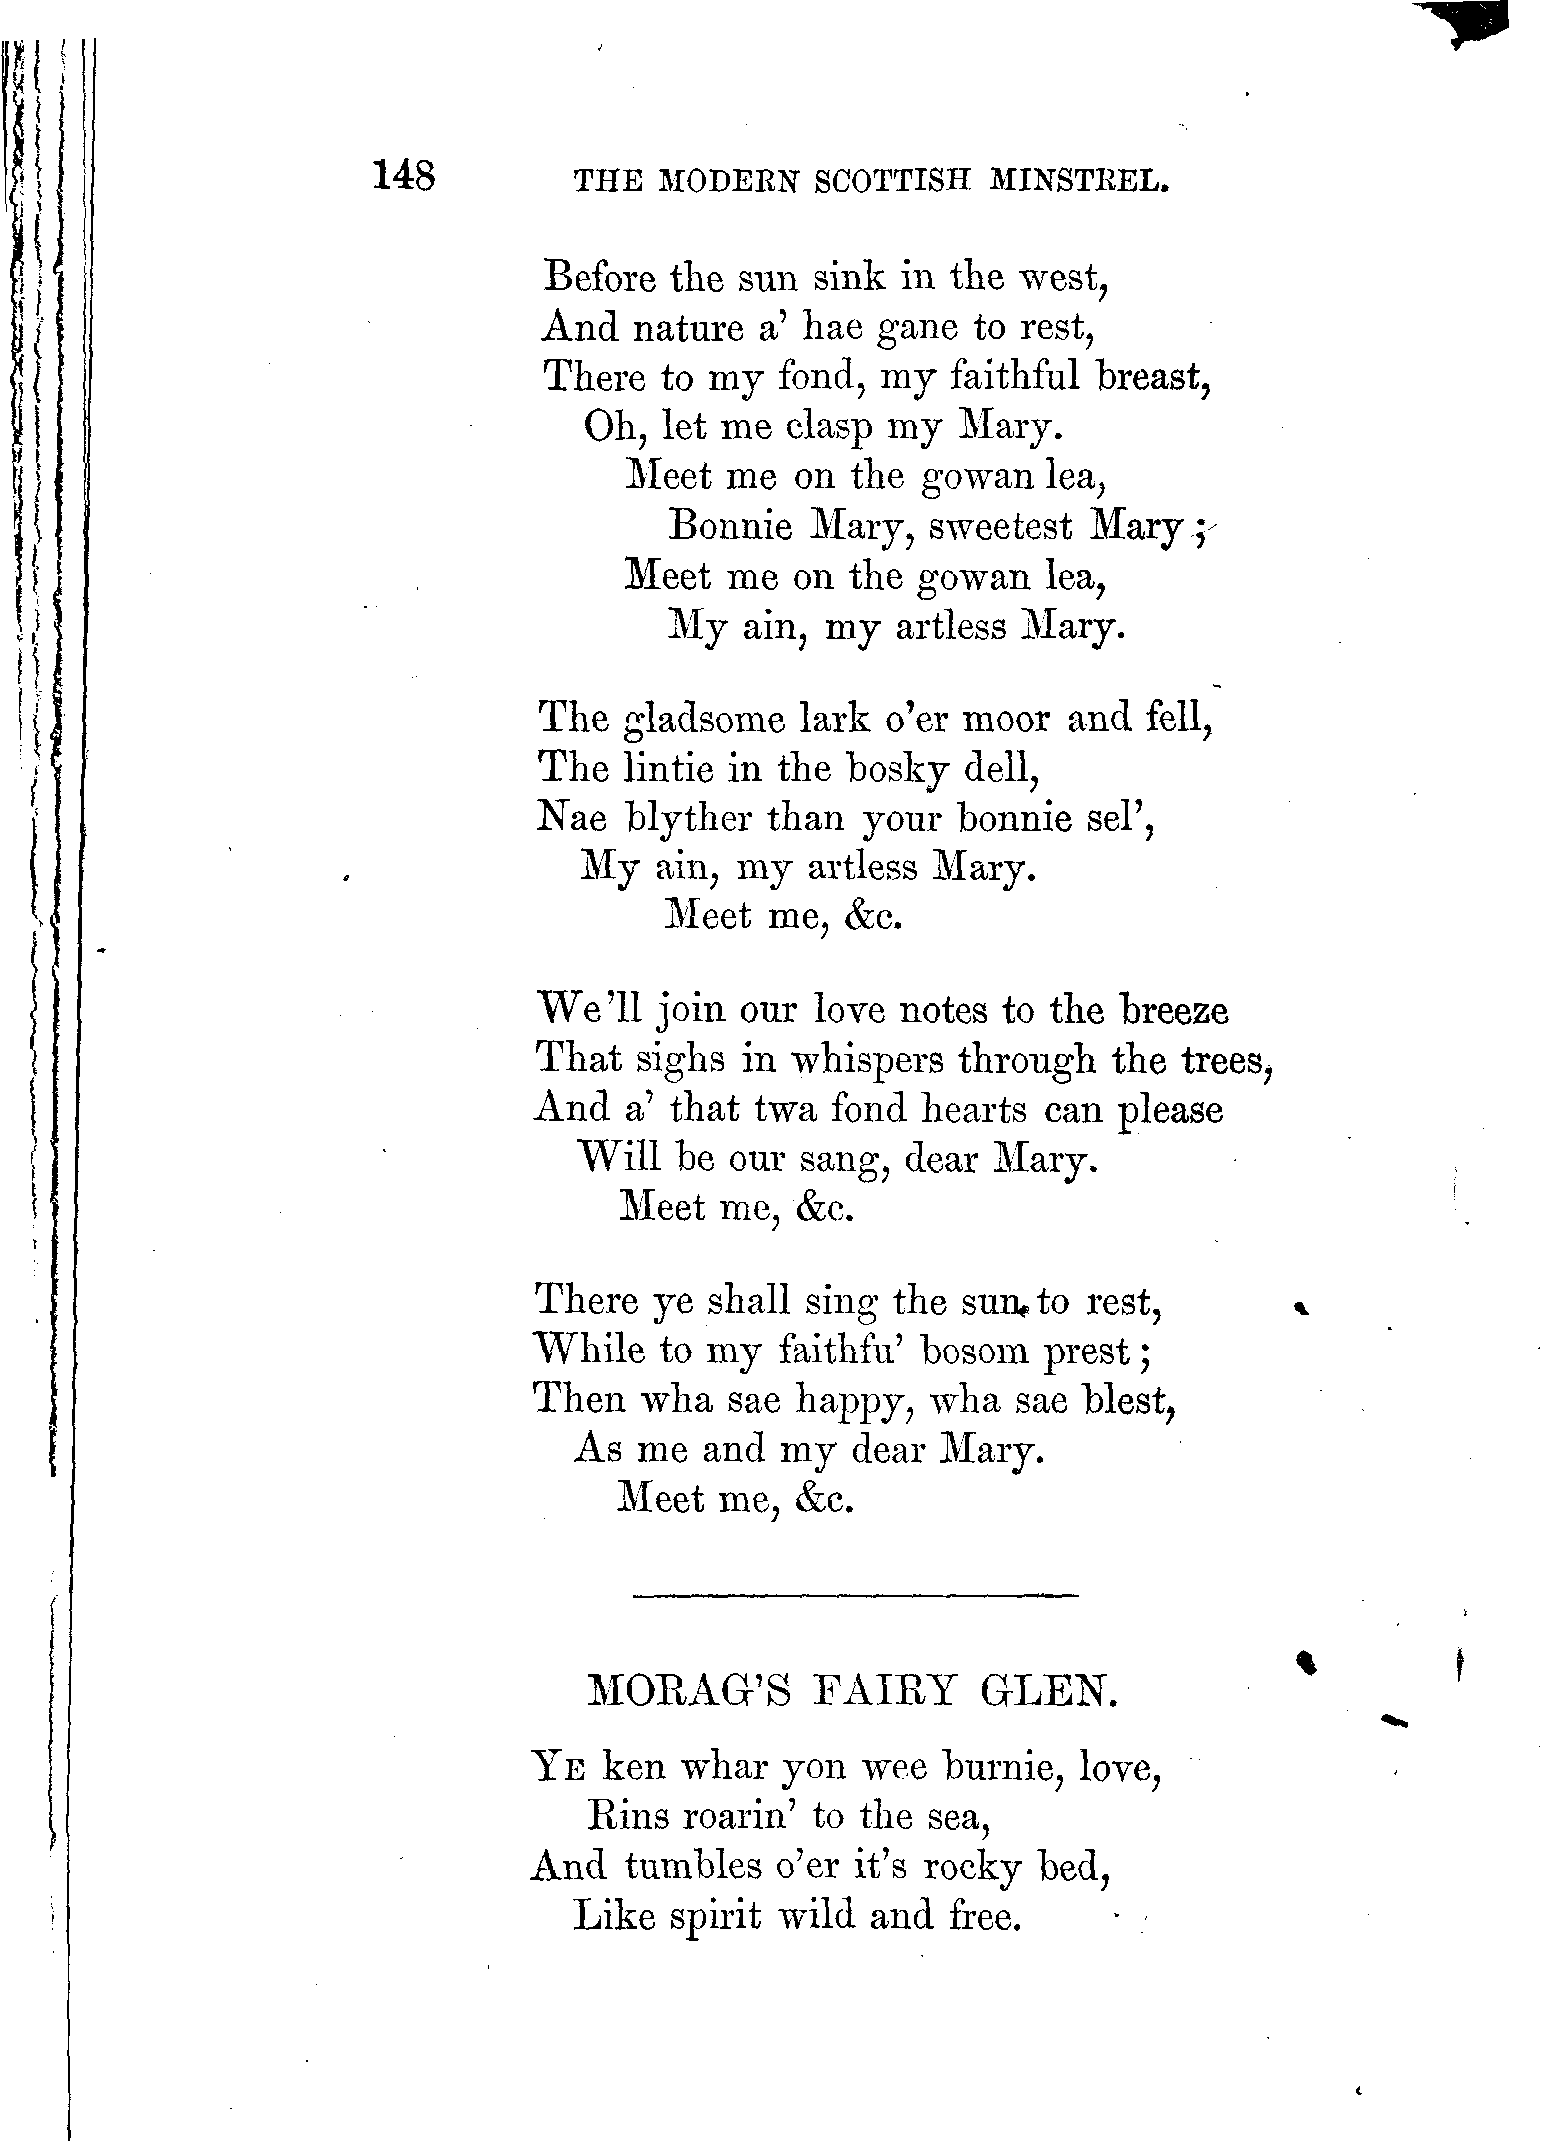 148 THE MODERN SCOTTISH MINSTREL.
Before the sun sink in the west,
And nature a' hae gane to rest,
There to my fond, my faithful breast,
Oh, let me clasp my Mary.
Meet me on the gowan lea,
Bonnie Mary, sweetest Mary ;
Meet me on the gowan lea,
My ain, my artless Mary.
The gladsome lark o'er moor and fell,
The lintie in the bosky dell,
Nae blyther than your bonnie sel',
My ain, my artless Mary.
Meet me, &c.
We'll join our love notes to the breeze
That sighs in whispers through the trees,
And a' that twa fond hearts can please
Will be our sang, dear Mary.
Meet me, &c.
There ye shall sing the sun to rest,
While to my faithfu' bosom prest ;
Then wha sae happy, wha sae blest,
As me and my dear Mary.
Meet me, &c.
MORAG'S FAIRY GLEN.
YE ken whar yon wee burnie, love,
Rins roarin' to the sea,
And tumbles o'er it's rocky bed,
Like spirit wild and free.